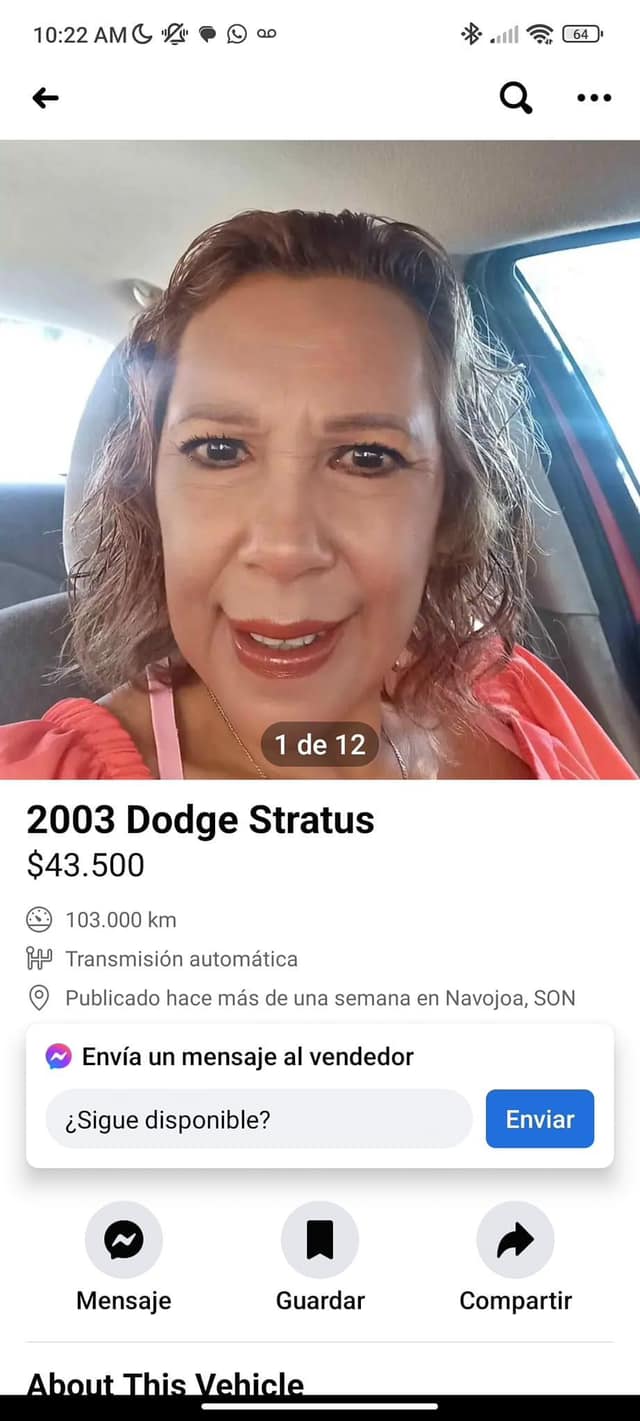 10:22 AM
64
1 de 12
2003 Dodge Stratus
$43.500
103.000 km
Transmisión automática
Publicado hace más de una semana en Navojoa, SON
Envía un mensaje al vendedor
¿Sigue disponible?
Enviar
Mensaje
Guardar
Compartir
About This Vehicle